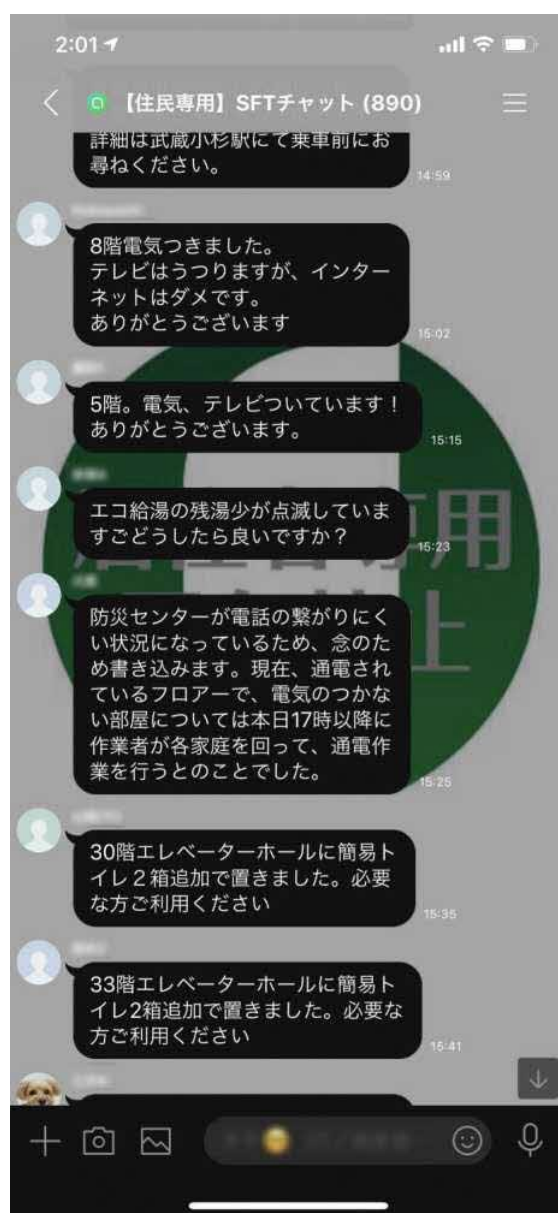 2:01
【住民専用】SFTチャット (890)
詳細は武蔵小杉駅にて乗車前にお
尋ねください。
14:59
8階電気つきました。
テレビはうつりますが、インター
ネットはダメです。
ありがとうございます
15:02
5階。電気、テレビついています！
ありがとうございます。
15:15
エコ給湯の残湯少が点滅していま
すごどうしたら良いですか？
15:23
防災センターが電話の繋がりにく
い状況になっているため、念のた
め書き込みます。現在、通電され
ているフロアーで、電気のつかな
い部屋については本日17時以降に
作業者が各家庭を回って、通電作
業を行うとのことでした。
15:25
30階エレベーターホールに簡易ト
イレ２箱追加で置きました。必要
な方ご利用ください
15:35
33階エレベーターホールに簡易ト
イレ2箱追加で置きました。必要な
方ご利用ください
15:41
専用
止